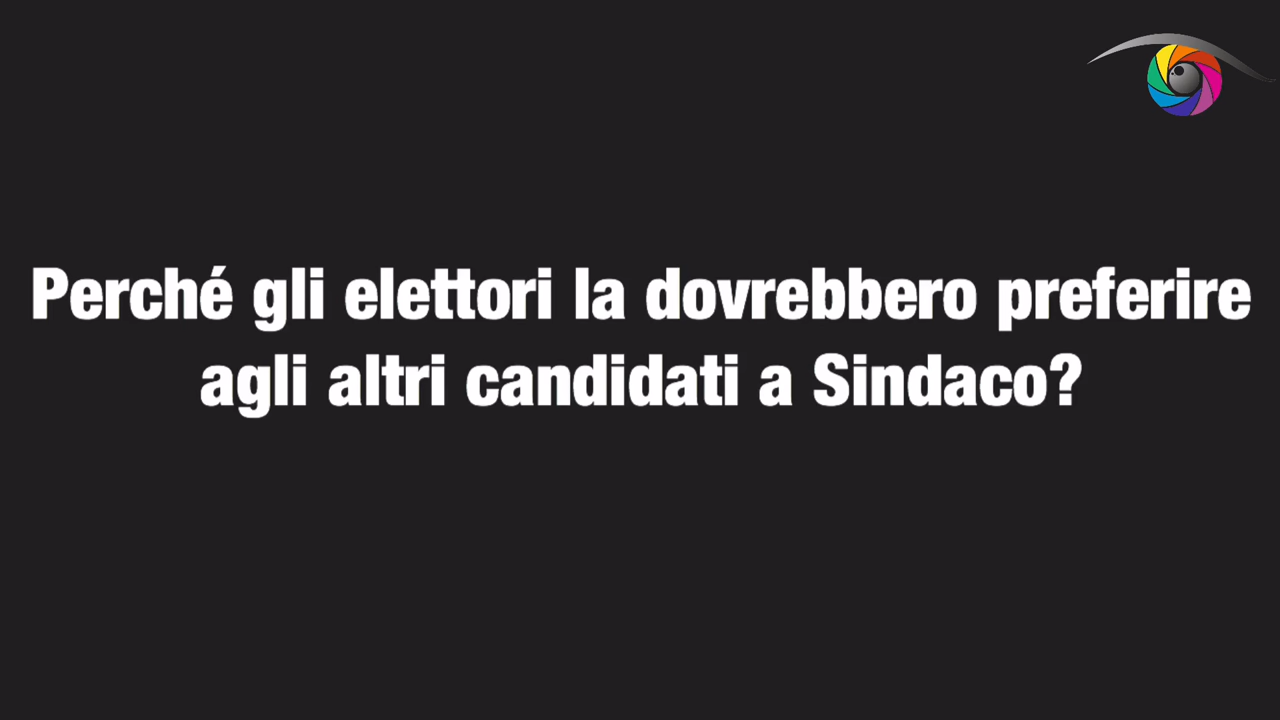 Perché gli elettori la dovrebbero preferire
agli altri candidati a Sindaco?